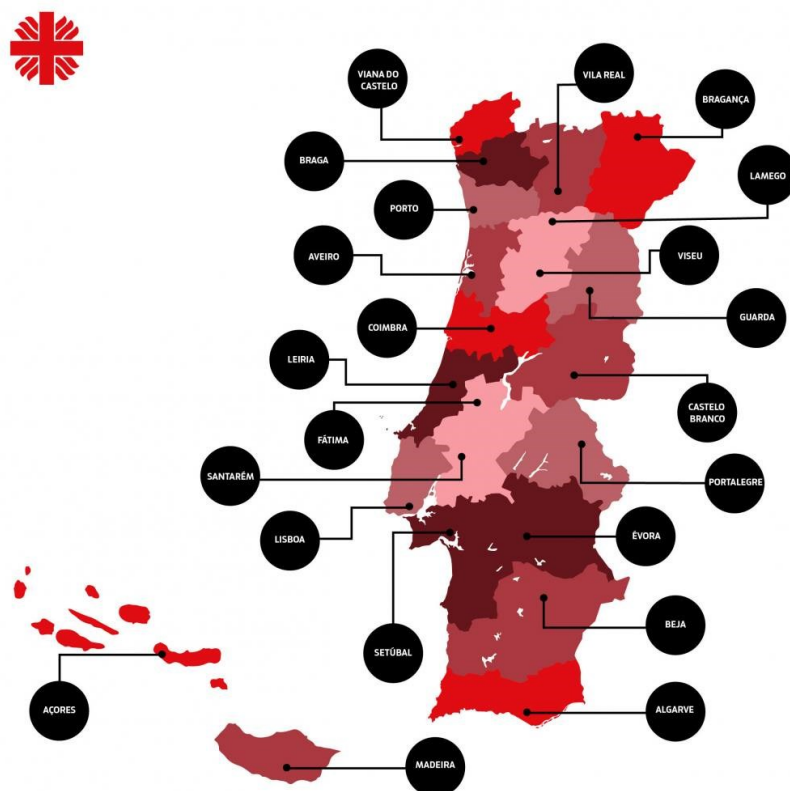 VIANA DO
CASTELO
VILA REAL
BRAGANÇA
BRAGA
LAMEGO
PORTO
AVEIRO
VISEU
GUARDA
COIMBRA
LEIRIA
CASTELO
BRANCO
FÁTIMA
SANTARÉM
PORTALEGRE
LISBOA
ÉVORA
BEJA
SETÚBAL
AÇORES
ALGARVE
MADEIRA